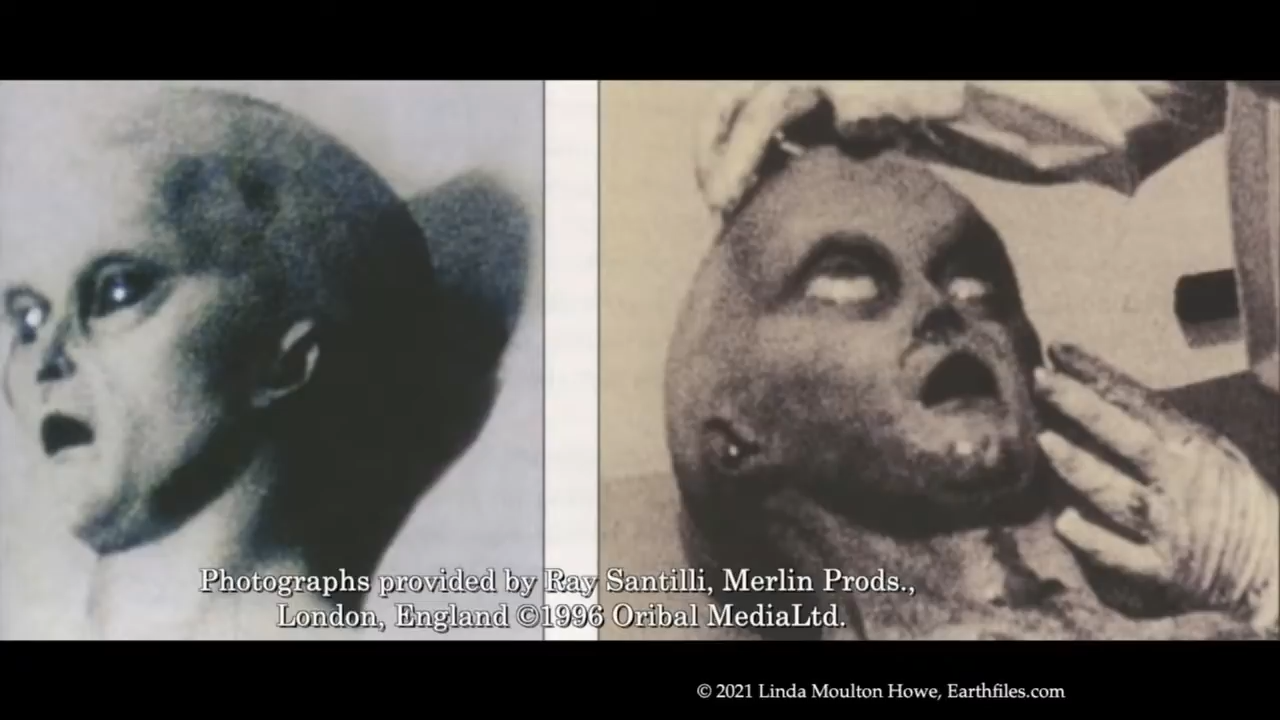 Photographs provided by Ray Santilli, Merlin Prods.,
London, England ©1996 Oribal MediaLtd.
© 2021 Linda Moulton Howe, Earthfiles.com